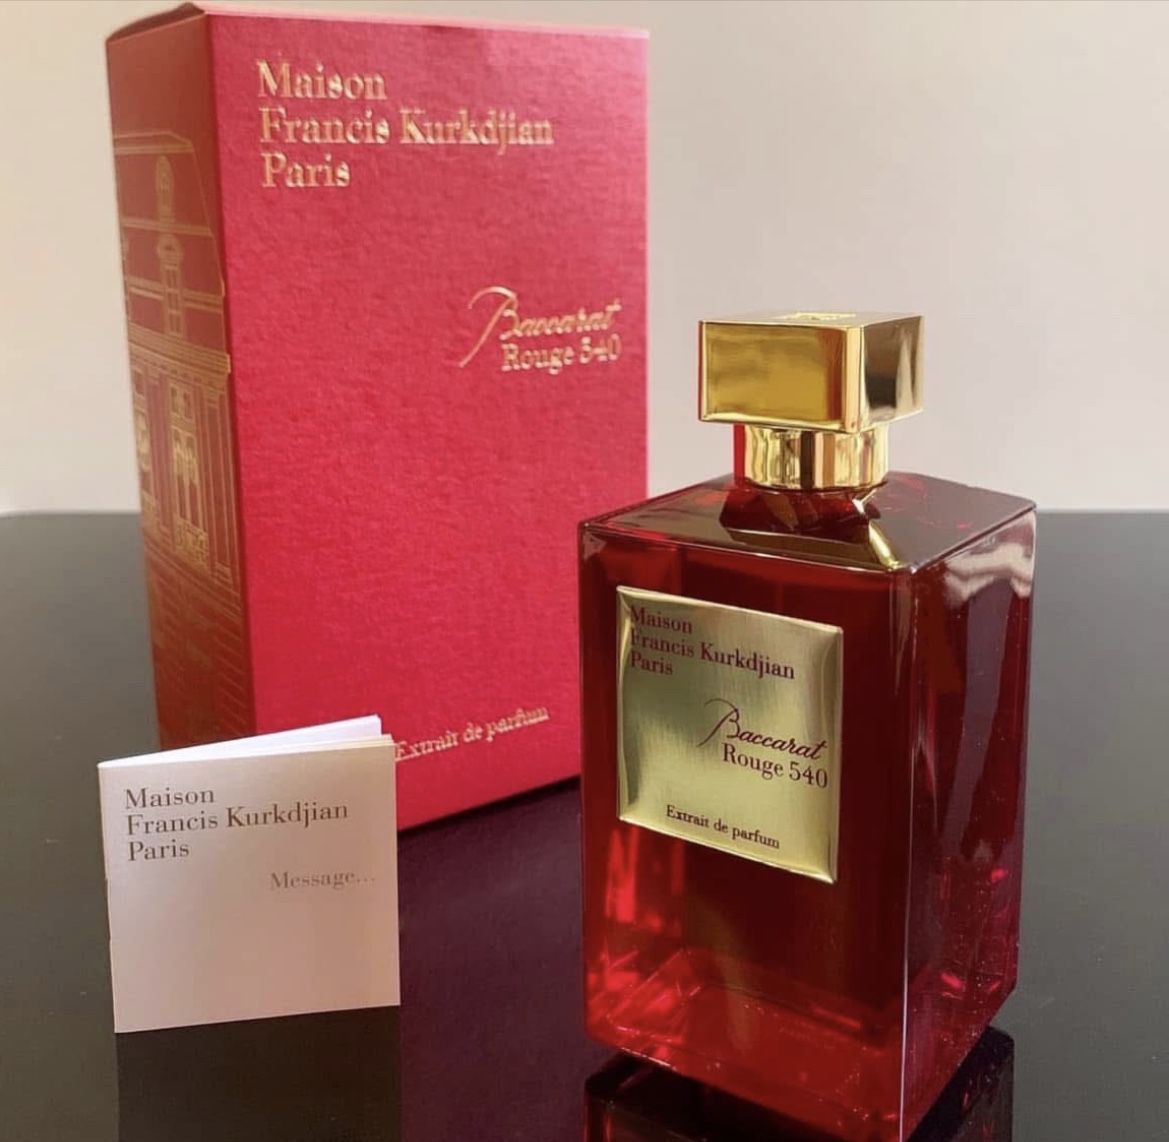 Maison
Francis Kurkdjian
Paris
Baccarat
Rouge 540
Extrait de parfum
Maison
Francis Kurkdjian
Paris
Message...
Maison
Francis Kurkdjian
Paris
Baccarat
Rouge 540
Extrait de parfum